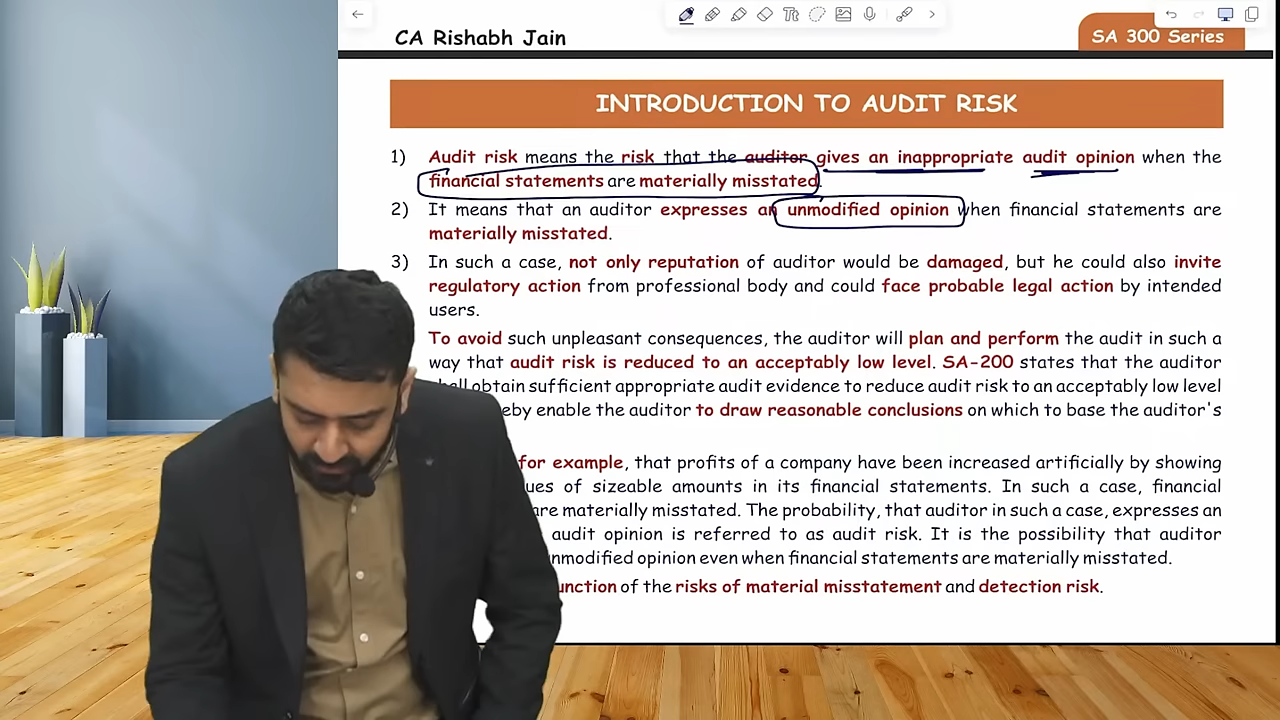 CA Rishabh Jain
SA 300 Series
INTRODUCTION TO AUDIT RISK
1) Audit risk means the risk that the auditor gives an inappropriate audit opinion when the
financial statements are materially misstated.
2) It means that an auditor expresses an unmodified opinion when financial statements are
materially misstated.
3) In such a case, not only reputation of auditor would be damaged, but he could also invite
regulatory action from professional body and could face probable legal action by intended
users.
To avoid such unpleasant consequences, the auditor will plan and perform the audit in such a
way that audit risk is reduced to an acceptably low level. SA-200 states that the auditor
obtain sufficient appropriate audit evidence to reduce audit risk to an acceptably low level
enable the auditor to draw reasonable conclusions on which to base the auditor's
for example, that profits of a company have been increased artificially by showing
of sizeable amounts in its financial statements. In such a case, financial
are materially misstated. The probability, that auditor in such a case, expresses an
audit opinion is referred to as audit risk. It is the possibility that auditor
unmodified opinion even when financial statements are materially misstated.
of the risks of material misstatement and detection risk.